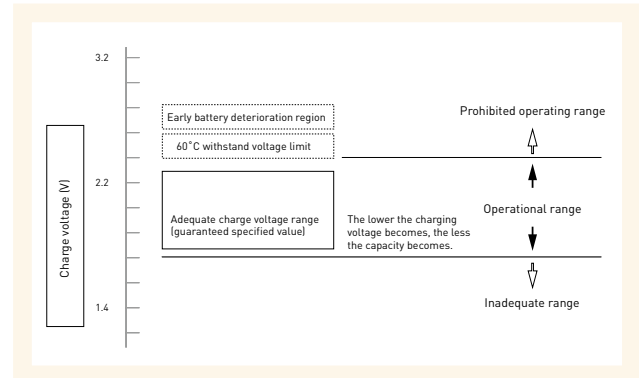 3.2
Early battery deterioration region
Prohibited operating range
60˚C withstand voltage limit
2.2
Charge voltage (V)
Adequate charge voltage range
(guaranteed specified value)
The lower the charging
voltage becomes, the less
the capacity becomes.
Operational range
1.4
Inadequate range